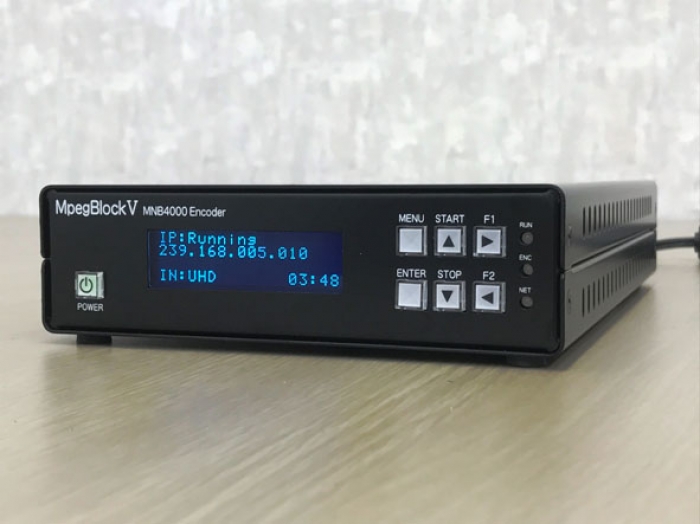 MpegBlockV MNB4000 Encoder
IP:Running
239.168.005.010
IN:UHD 03:48
POWER
MENU START F1
ENTER STOP F2
RUN
ENC
NET